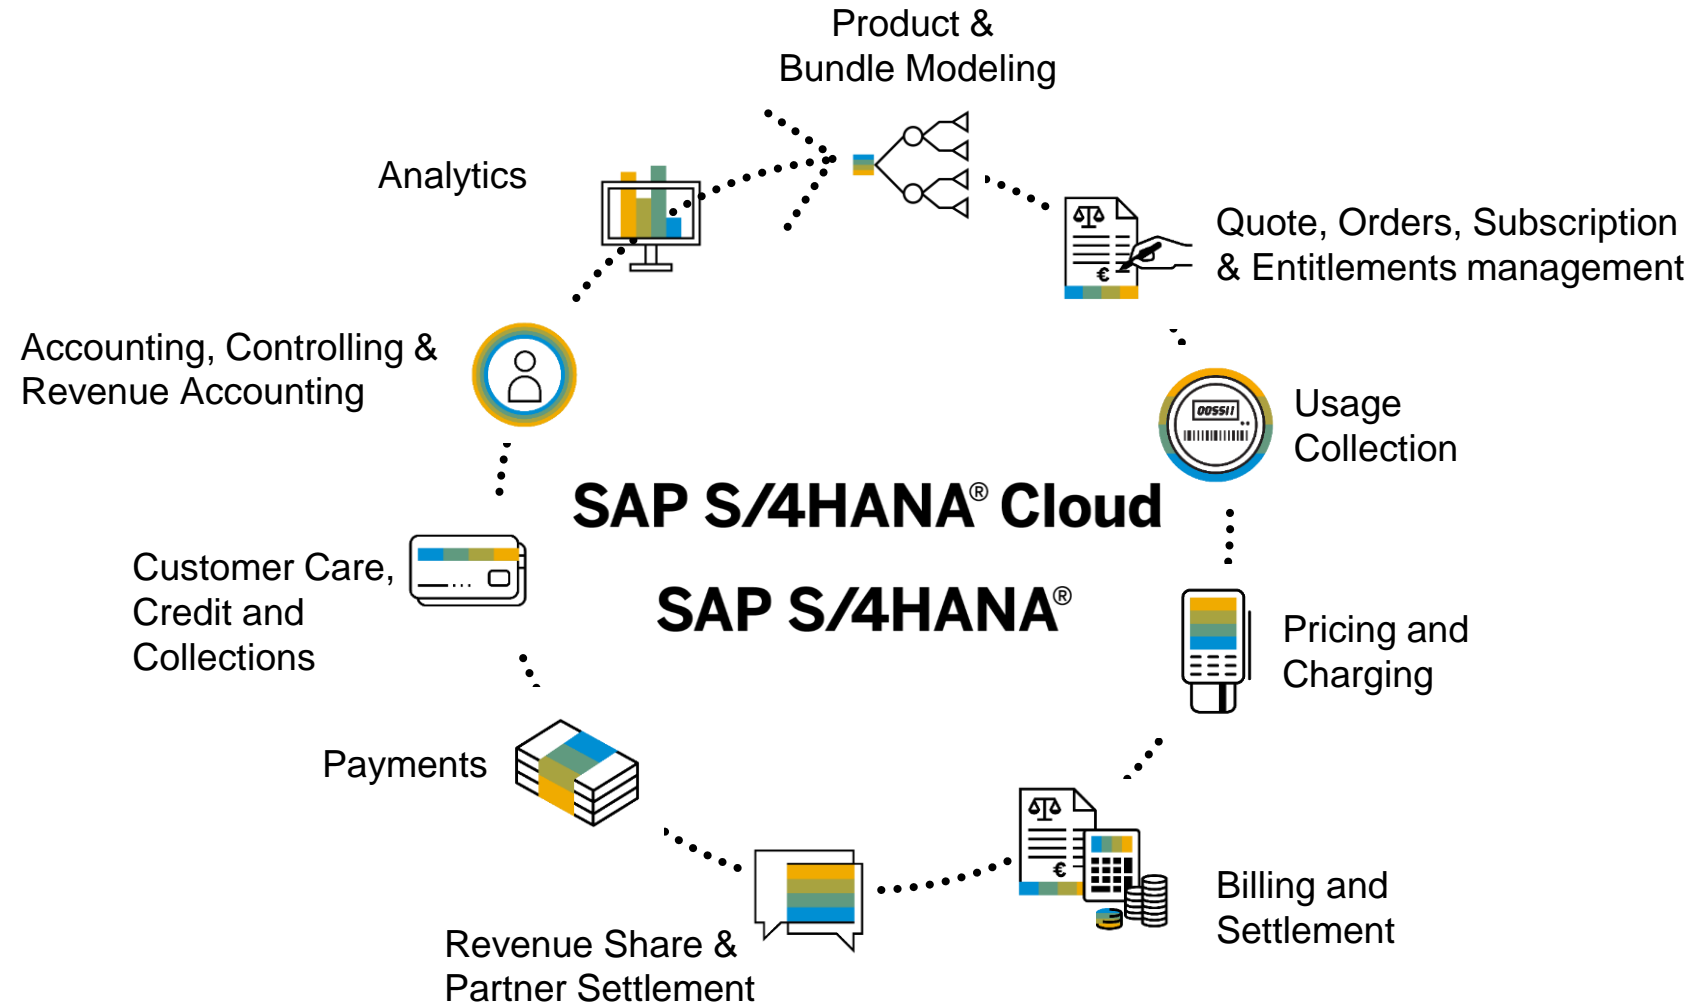 Product &
Bundle Modeling
Analytics
Quote, Orders, Subscription
& Entitlements management
€
Accounting, Controlling &
Revenue Accounting
Usage
Collection
SAP S/4HANA® Cloud
Customer Care,
Credit and
Collections
SAP S/4HANA®
Pricing and
Charging
Payments
€
Billing and
Settlement
Revenue Share &
Partner Settlement